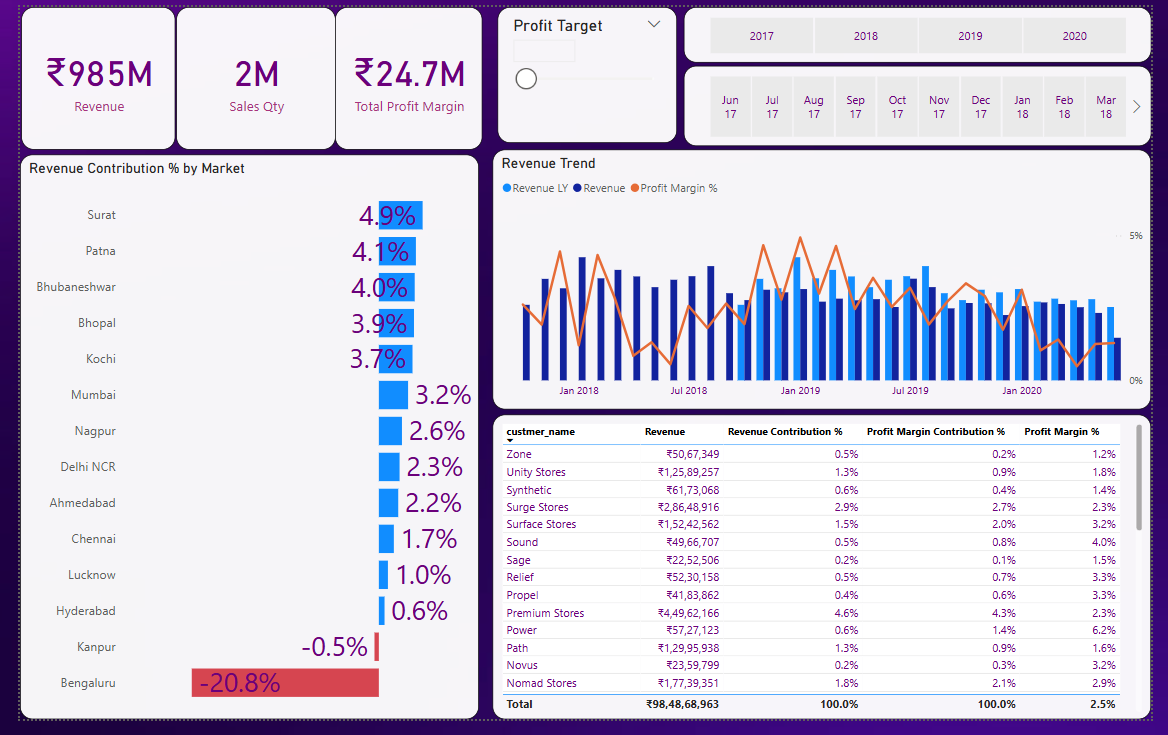 ₹985M
Revenue
2M
Sales Qty
₹24.7M
Total Profit Margin
Profit Target
2017 2018 2019 2020
Jun 17 Jul 17 Aug 17 Sep 17 Oct 17 Nov 17 Dec 17 Jan 18 Feb 18 Mar 18
Revenue Contribution % by Market
Surat 4.9%
Patna 4.1%
Bhubaneshwar 4.0%
Bhopal 3.9%
Kochi 3.7%
Mumbai 3.2%
Nagpur 2.6%
Delhi NCR 2.3%
Ahmedabad 2.2%
Chennai 1.7%
Lucknow 1.0%
Hyderabad 0.6%
Kanpur -0.5%
Bengaluru -20.8%
Revenue Trend
Revenue LY Revenue Profit Margin %
5%
0%
Jan 2018 Jul 2018 Jan 2019 Jul 2019 Jan 2020
custmer_name Revenue Revenue Contribution % Profit Margin Contribution % Profit Margin %
Zone ₹50,67,349 0.5% 0.2% 1.2%
Unity Stores ₹1,25,89,257 1.3% 0.9% 1.8%
Synthetic ₹61,73,068 0.6% 0.4% 1.4%
Surge Stores ₹2,86,48,916 2.9% 2.7% 2.3%
Surface Stores ₹1,52,42,562 1.5% 2.0% 3.2%
Sound ₹49,66,707 0.5% 0.8% 4.0%
Sage ₹22,52,506 0.2% 0.1% 1.5%
Relief ₹52,30,158 0.5% 0.7% 3.3%
Propel ₹41,83,862 0.4% 0.6% 3.3%
Premium Stores ₹4,49,62,166 4.6% 4.3% 2.3%
Power ₹57,27,123 0.6% 1.4% 6.2%
Path ₹1,29,95,938 1.3% 0.9% 1.6%
Novus ₹23,59,799 0.2% 0.3% 3.2%
Nomad Stores ₹1,77,39,351 1.8% 2.1% 2.9%
Total ₹98,48,68,963 100.0% 100.0% 2.5%